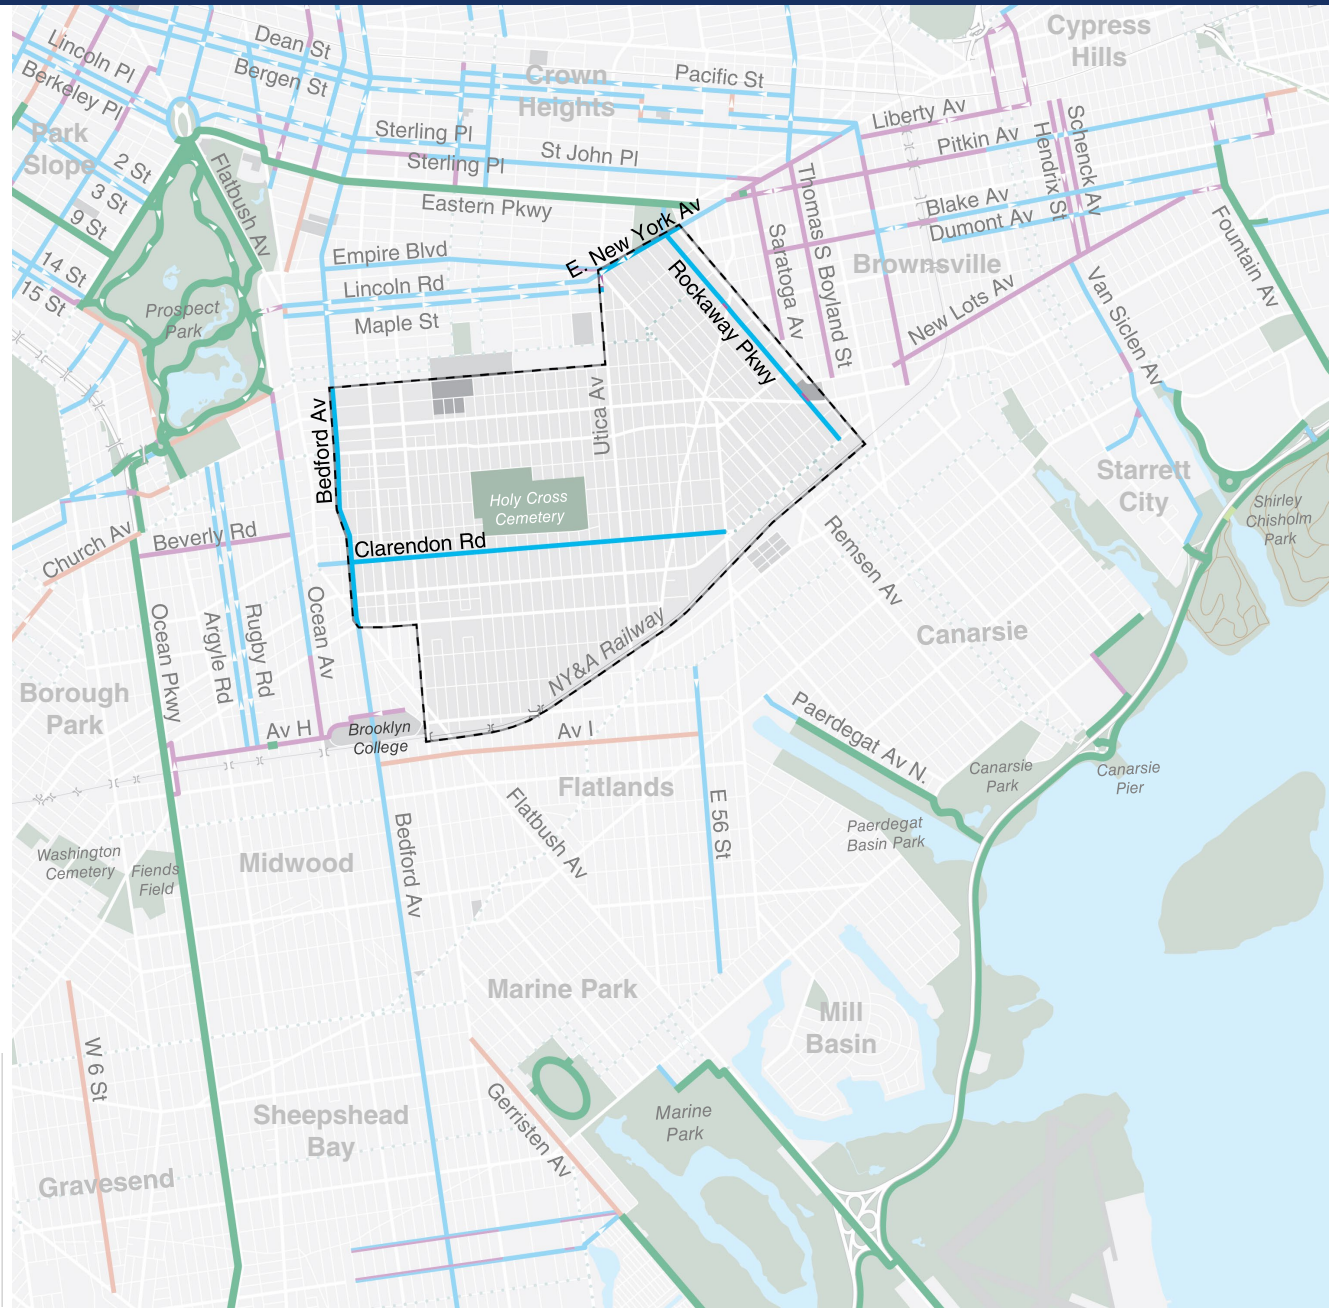 Cypress
Hills
Dean St
Lincoln Pl
Bergen St
Berkeley Pl
Crown
Heights
Pacific St
Liberty Av
Park
Slope
Sterling Pl
Sterling Pl
St John Pl
Pitkin Av
Hendrix St
Schenck Av
2 St
3 St
9 St
14 St
15 St
Flatbush Av
Eastern Pkwy
Thomas S Boyland St
Saratoga Av
Blake Av
Dumont Av
Fountain Av
E. New York Av
Empire Blvd
Lincoln Rd
Maple St
Prospect
Park
Rockaway Pkwy
Brownsville
New Lots Av
Van Siclen Av
Bedford Av
Utica Av
Holy Cross
Cemetery
Clarendon Rd
Starrett
City
Shirley
Chisholm
Park
Church Av
Beverly Rd
Remsen Av
Ocean Pkwy
Argyle Rd
Rugby Rd
Ocean Av
NY&A Railway
Canarsie
Borough
Park
Av H
Brooklyn
College
Av I
Paerdegat Av N.
Canarsie
Park
Canarsie
Pier
Flatlands
Flatbush Av
E 56 St
Paerdegat
Basin Park
Washington
Cemetery
Fiends
Field
Midwood
Bedford Av
Marine Park
Mill
Basin
W 6 St
Sheepshead
Bay
Gerristen Av
Marine
Park
Gravesend